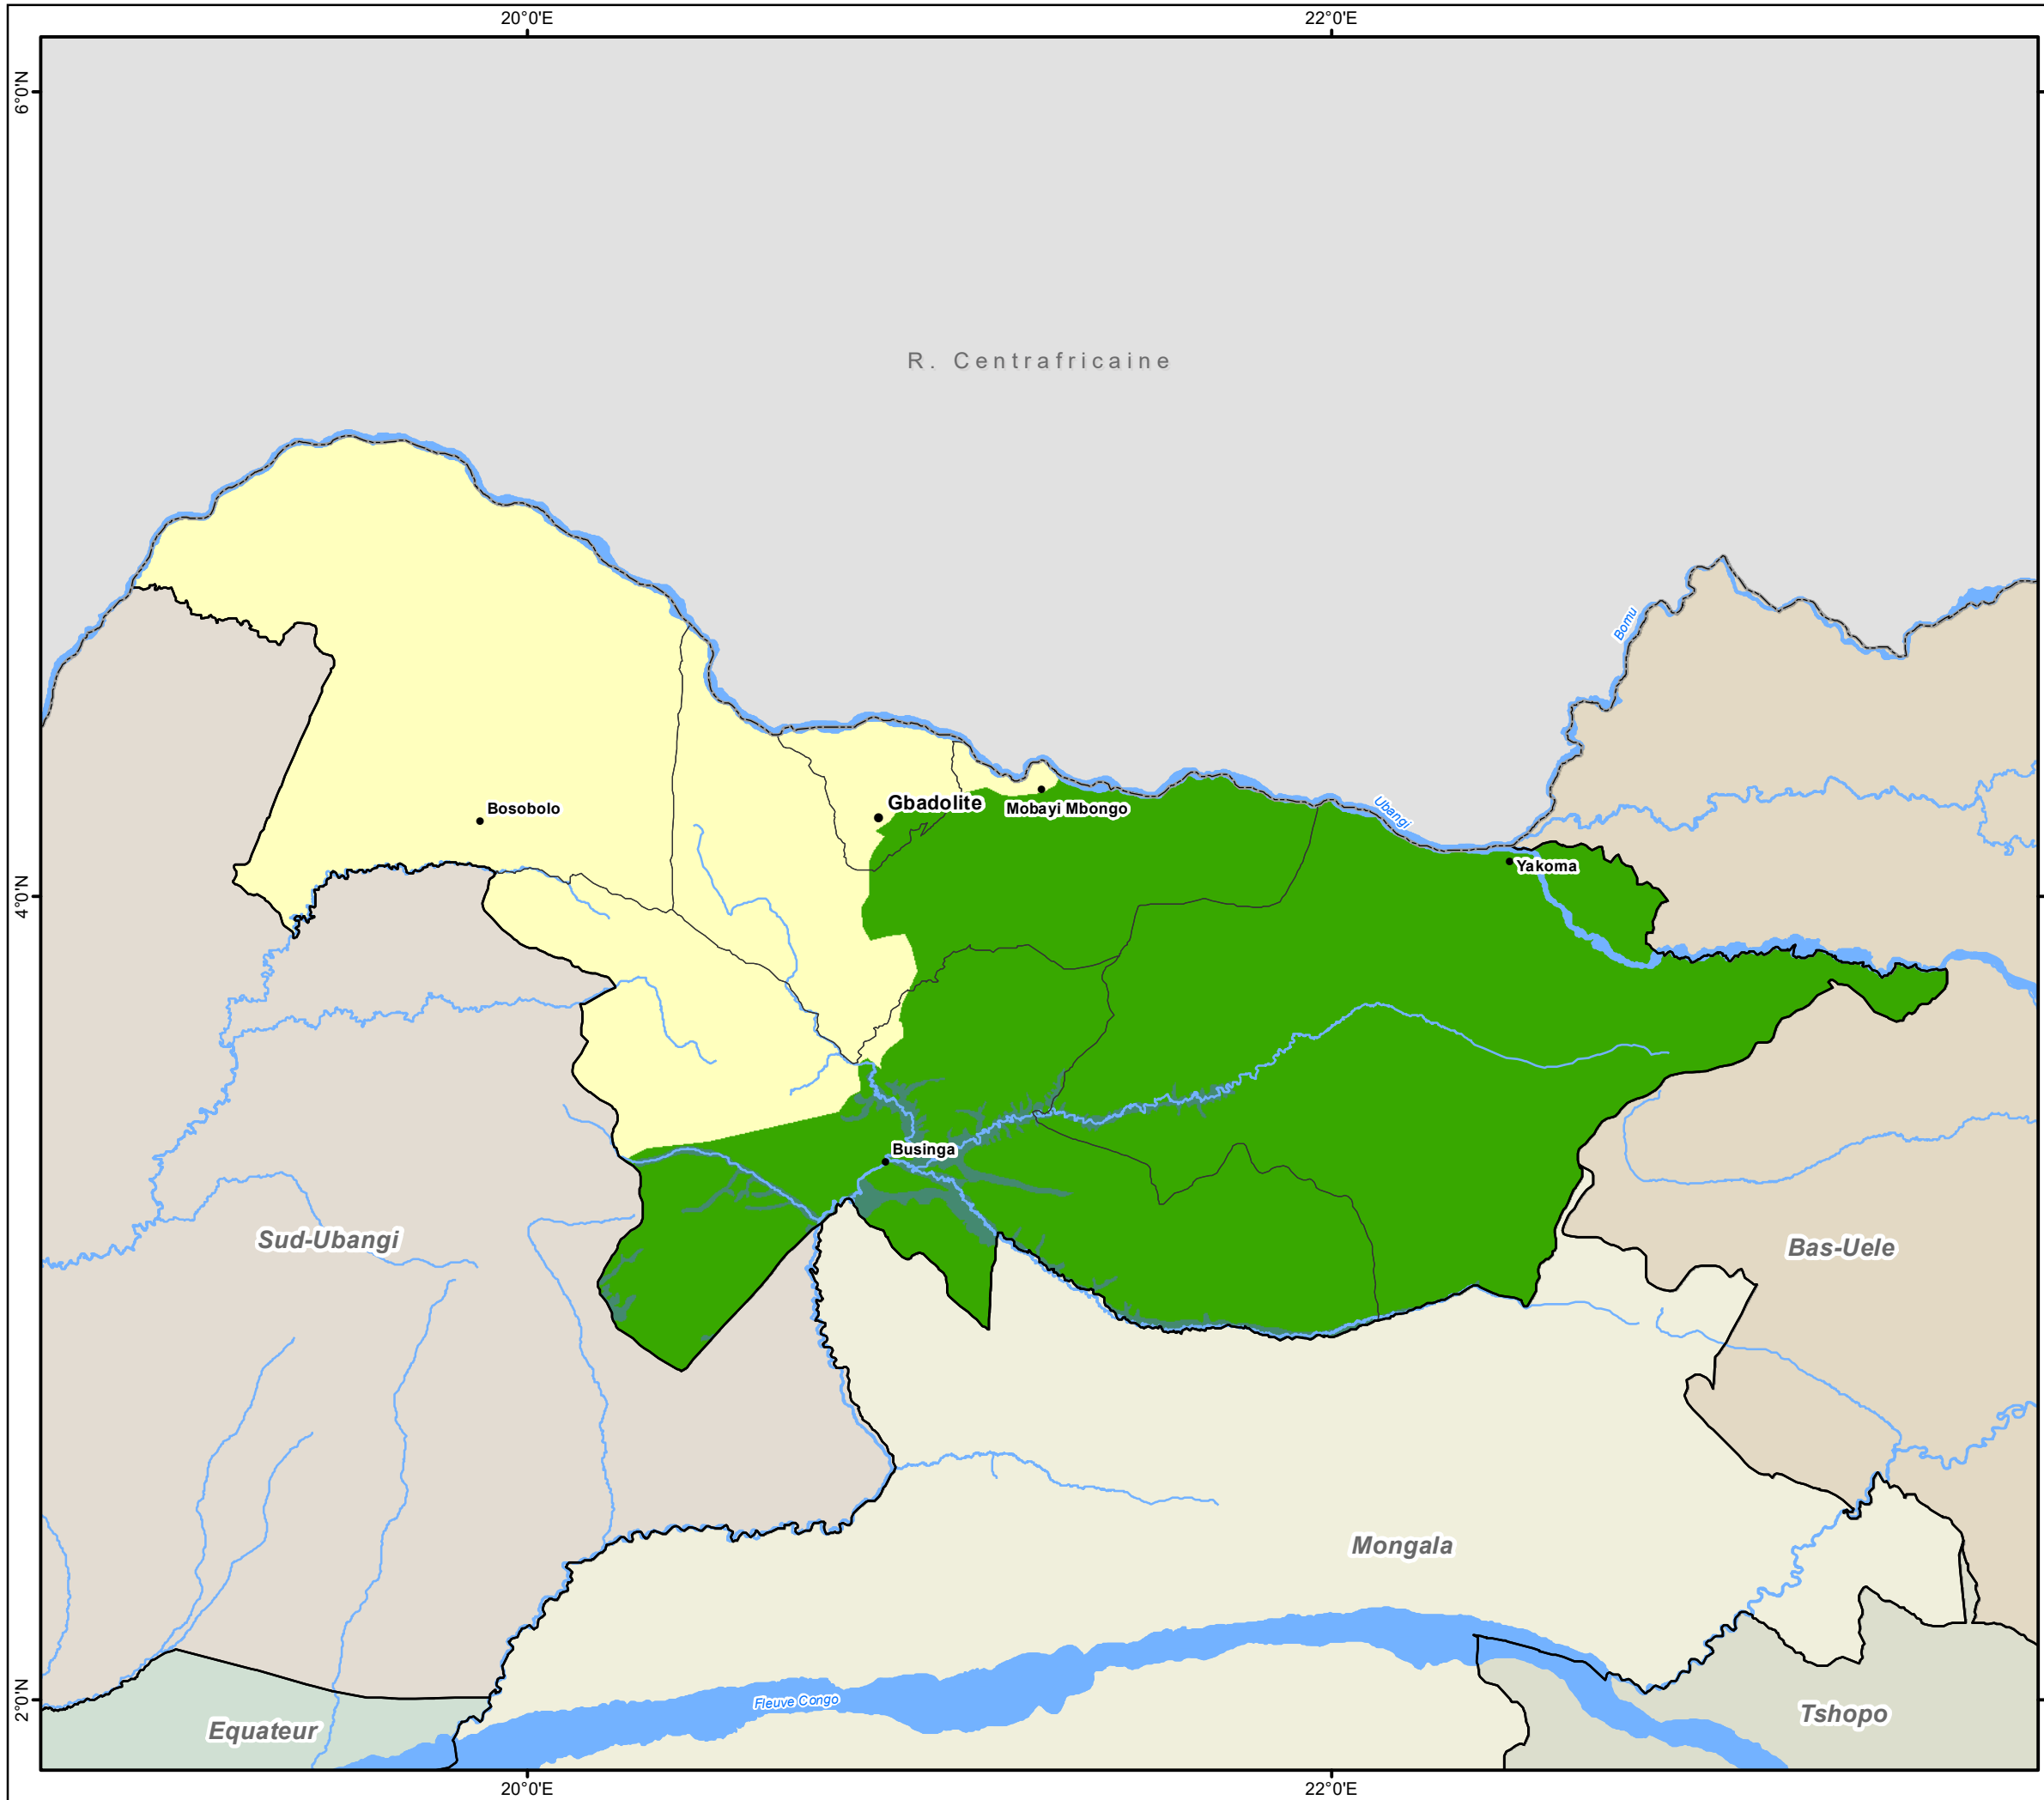 20°0'E
22°0'E
6°0'N
R. Centrafricaine
Bomu
Bosobolo
Gbadolite
Mobayi Mbongo
Ubangi
Yakoma
4°0'N
Businga
Sud-Ubangi
Bas-Uele
Mongala
Fleuve Congo
2°0'N
Equateur
Tshopo
20°0'E
22°0'E